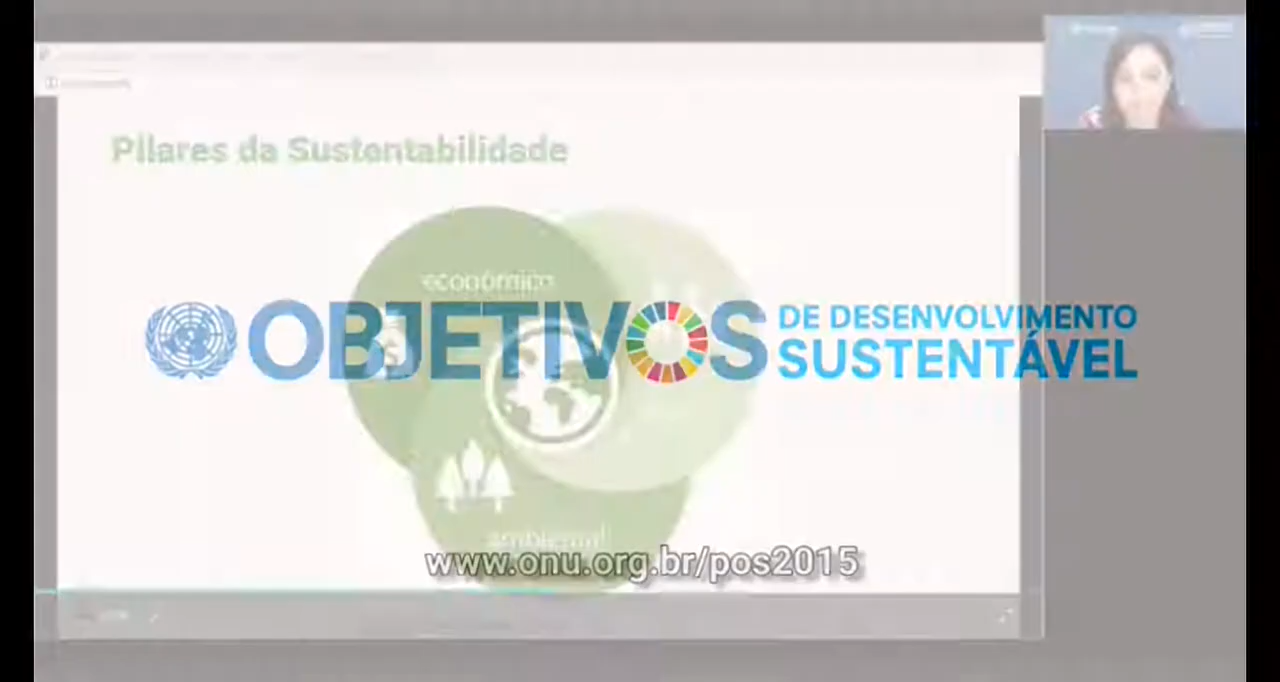 Pilares da Sustentabilidade
econômico
OBJETIVOS
DE DESENVOLVIMENTO
SUSTENTÁVEL
ambiental
www.onu.org.br/pos2015